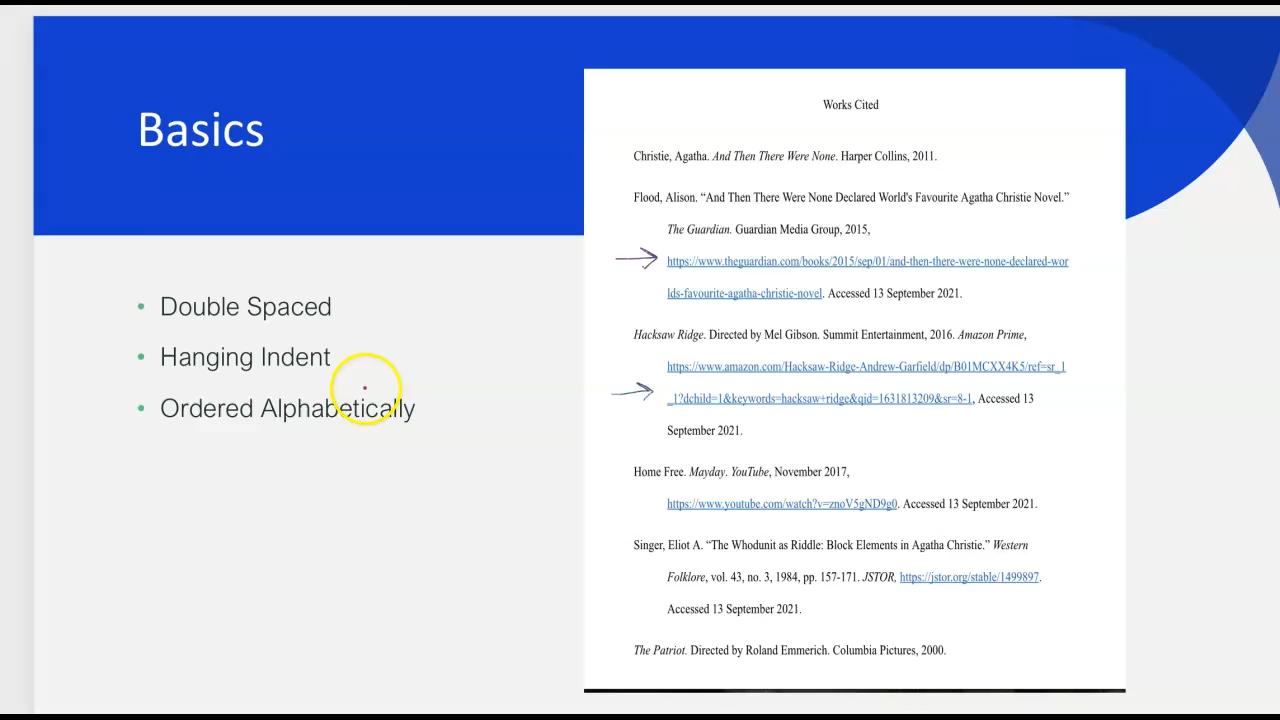 Basics
• Double Spaced
• Hanging Indent
• Ordered Alphabetically
Works Cited
Christie, Agatha. And Then There Were None. Harper Collins, 2011.
Flood, Alison. “And Then There Were None Declared World's Favourite Agatha Christie Novel.”
The Guardian. Guardian Media Group, 2015,
https://www.theguardian.com/books/2015/sep/01/and-then-there-were-none-declared-wor
lds-favourite-agatha-christie-novel. Accessed 13 September 2021.
Hacksaw Ridge. Directed by Mel Gibson. Summit Entertainment, 2016. Amazon Prime,
https://www.amazon.com/Hacksaw-Ridge-Andrew-Garfield/dp/B01MCXX4K5/ref=sr_1
_1?dchild=1&keywords=hacksaw+ridge&qid=1631813209&sr=8-1, Accessed 13
September 2021.
Home Free. Mayday. YouTube, November 2017,
https://www.youtube.com/watch?v=znoV5gND9g0. Accessed 13 September 2021.
Singer, Eliot A. “The Whodunit as Riddle: Block Elements in Agatha Christie.” Western
Folklore, vol. 43, no. 3, 1984, pp. 157-171. JSTOR, https://jstor.org/stable/1499897.
Accessed 13 September 2021.
The Patriot. Directed by Roland Emmerich. Columbia Pictures, 2000.